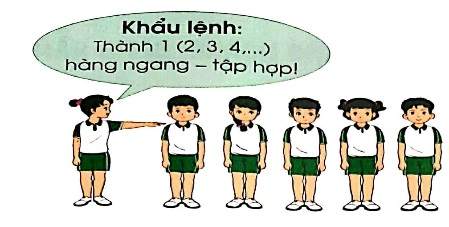 Khẩu lệnh:
Thành 1 (2, 3, 4,...)
hàng ngang – tập hợp!